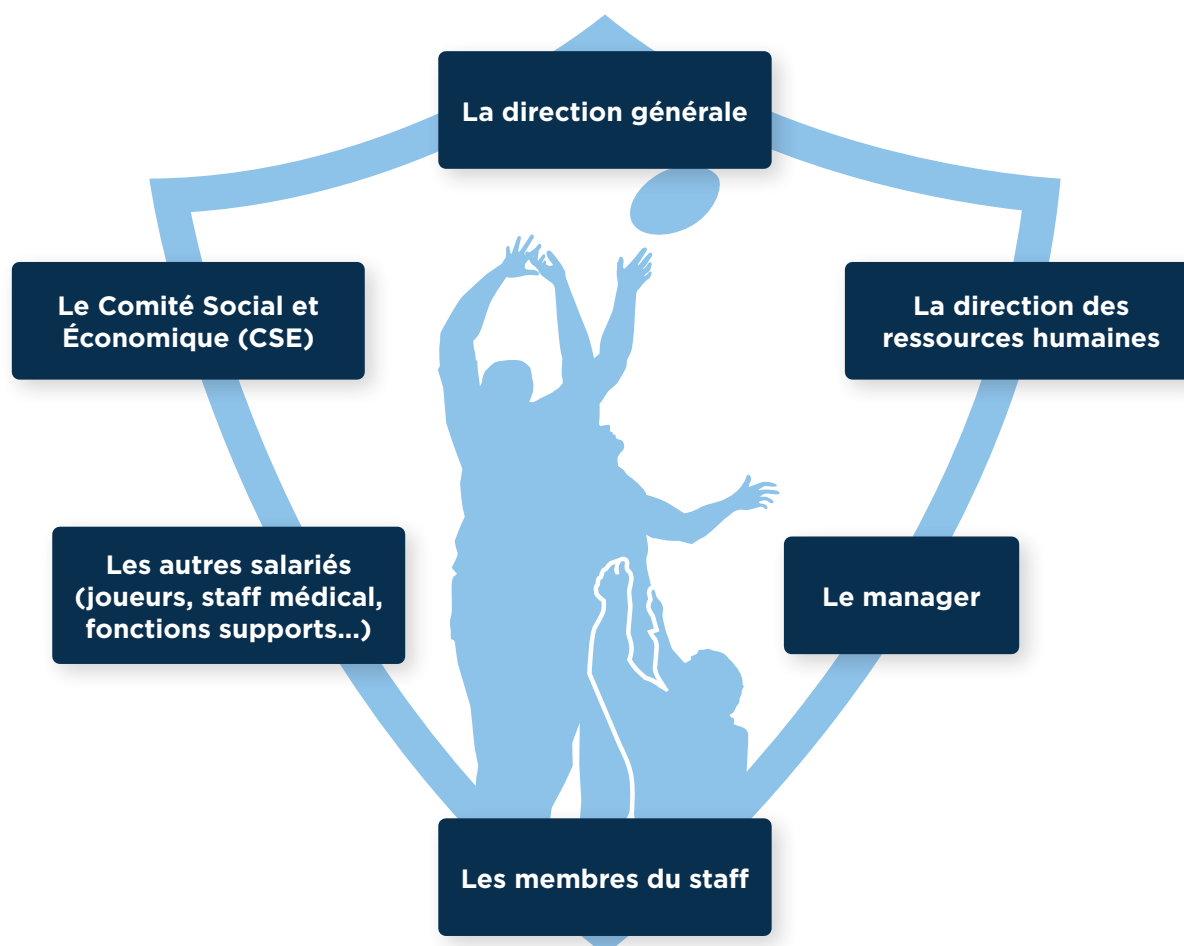 La direction générale
Le Comité Social et
Économique (CSE)
La direction des
ressources humaines
Les autres salariés
(joueurs, staff médical,
fonctions supports...)
Le manager
Les membres du staff